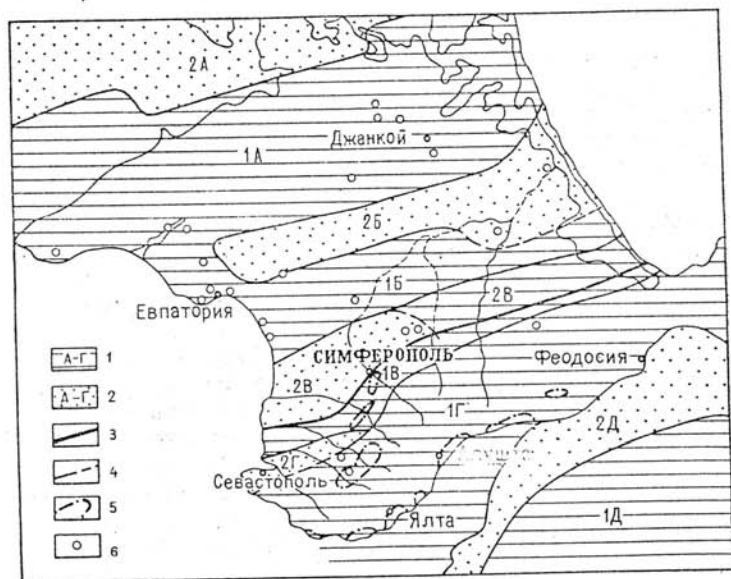 2А
Джанкой
1А
2Б
1Б
2В
Евпатория
СИМФЕРОПОЛЬ
Феодосия
1В
2В
1Г
2Д
2Г
Севастополь
Ялта
1Д
А-Г 1
А-Г 2
3
4
5
6